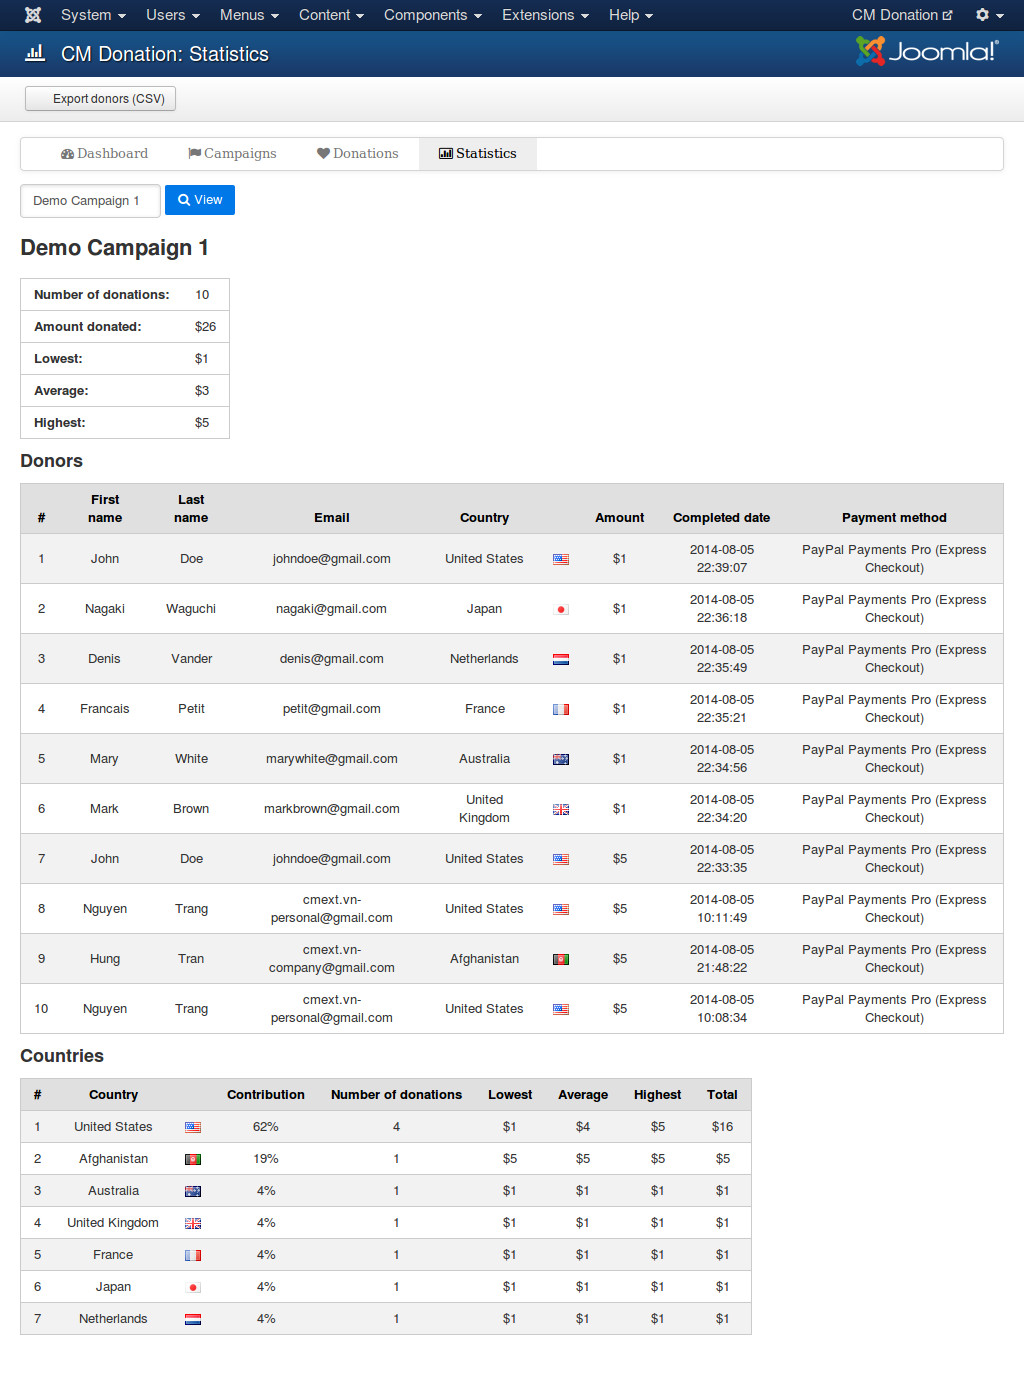 System Users Menus Content Components Extensions Help CM Donation
CM Donation: Statistics Joomla!®
Export donors (CSV)
Dashboard Campaigns Donations Statistics
Demo Campaign 1 View
Demo Campaign 1
Number of donations: 10
Amount donated: $26
Lowest: $1
Average: $3
Highest: $5
Donors
# First name Last name Email Country Amount Completed date Payment method
1 John Doe johndoe@gmail.com United States $1 2014-08-05 22:39:07 PayPal Payments Pro (Express Checkout)
2 Nagaki Waguchi nagaki@gmail.com Japan $1 2014-08-05 22:36:18 PayPal Payments Pro (Express Checkout)
3 Denis Vander denis@gmail.com Netherlands $1 2014-08-05 22:35:49 PayPal Payments Pro (Express Checkout)
4 Francais Petit petit@gmail.com France $1 2014-08-05 22:35:21 PayPal Payments Pro (Express Checkout)
5 Mary White marywhite@gmail.com Australia $1 2014-08-05 22:34:56 PayPal Payments Pro (Express Checkout)
6 Mark Brown markbrown@gmail.com United Kingdom $1 2014-08-05 22:34:20 PayPal Payments Pro (Express Checkout)
7 John Doe johndoe@gmail.com United States $5 2014-08-05 22:33:35 PayPal Payments Pro (Express Checkout)
8 Nguyen Trang cmext.vn-personal@gmail.com United States $5 2014-08-05 10:11:49 PayPal Payments Pro (Express Checkout)
9 Hung Tran cmext.vn-company@gmail.com Afghanistan $5 2014-08-05 21:48:22 PayPal Payments Pro (Express Checkout)
10 Nguyen Trang cmext.vn-personal@gmail.com United States $5 2014-08-05 10:08:34 PayPal Payments Pro (Express Checkout)
Countries
# Country Contribution Number of donations Lowest Average Highest Total
1 United States 62% 4 $1 $4 $5 $16
2 Afghanistan 19% 1 $5 $5 $5 $5
3 Australia 4% 1 $1 $1 $1 $1
4 United Kingdom 4% 1 $1 $1 $1 $1
5 France 4% 1 $1 $1 $1 $1
6 Japan 4% 1 $1 $1 $1 $1
7 Netherlands 4% 1 $1 $1 $1 $1